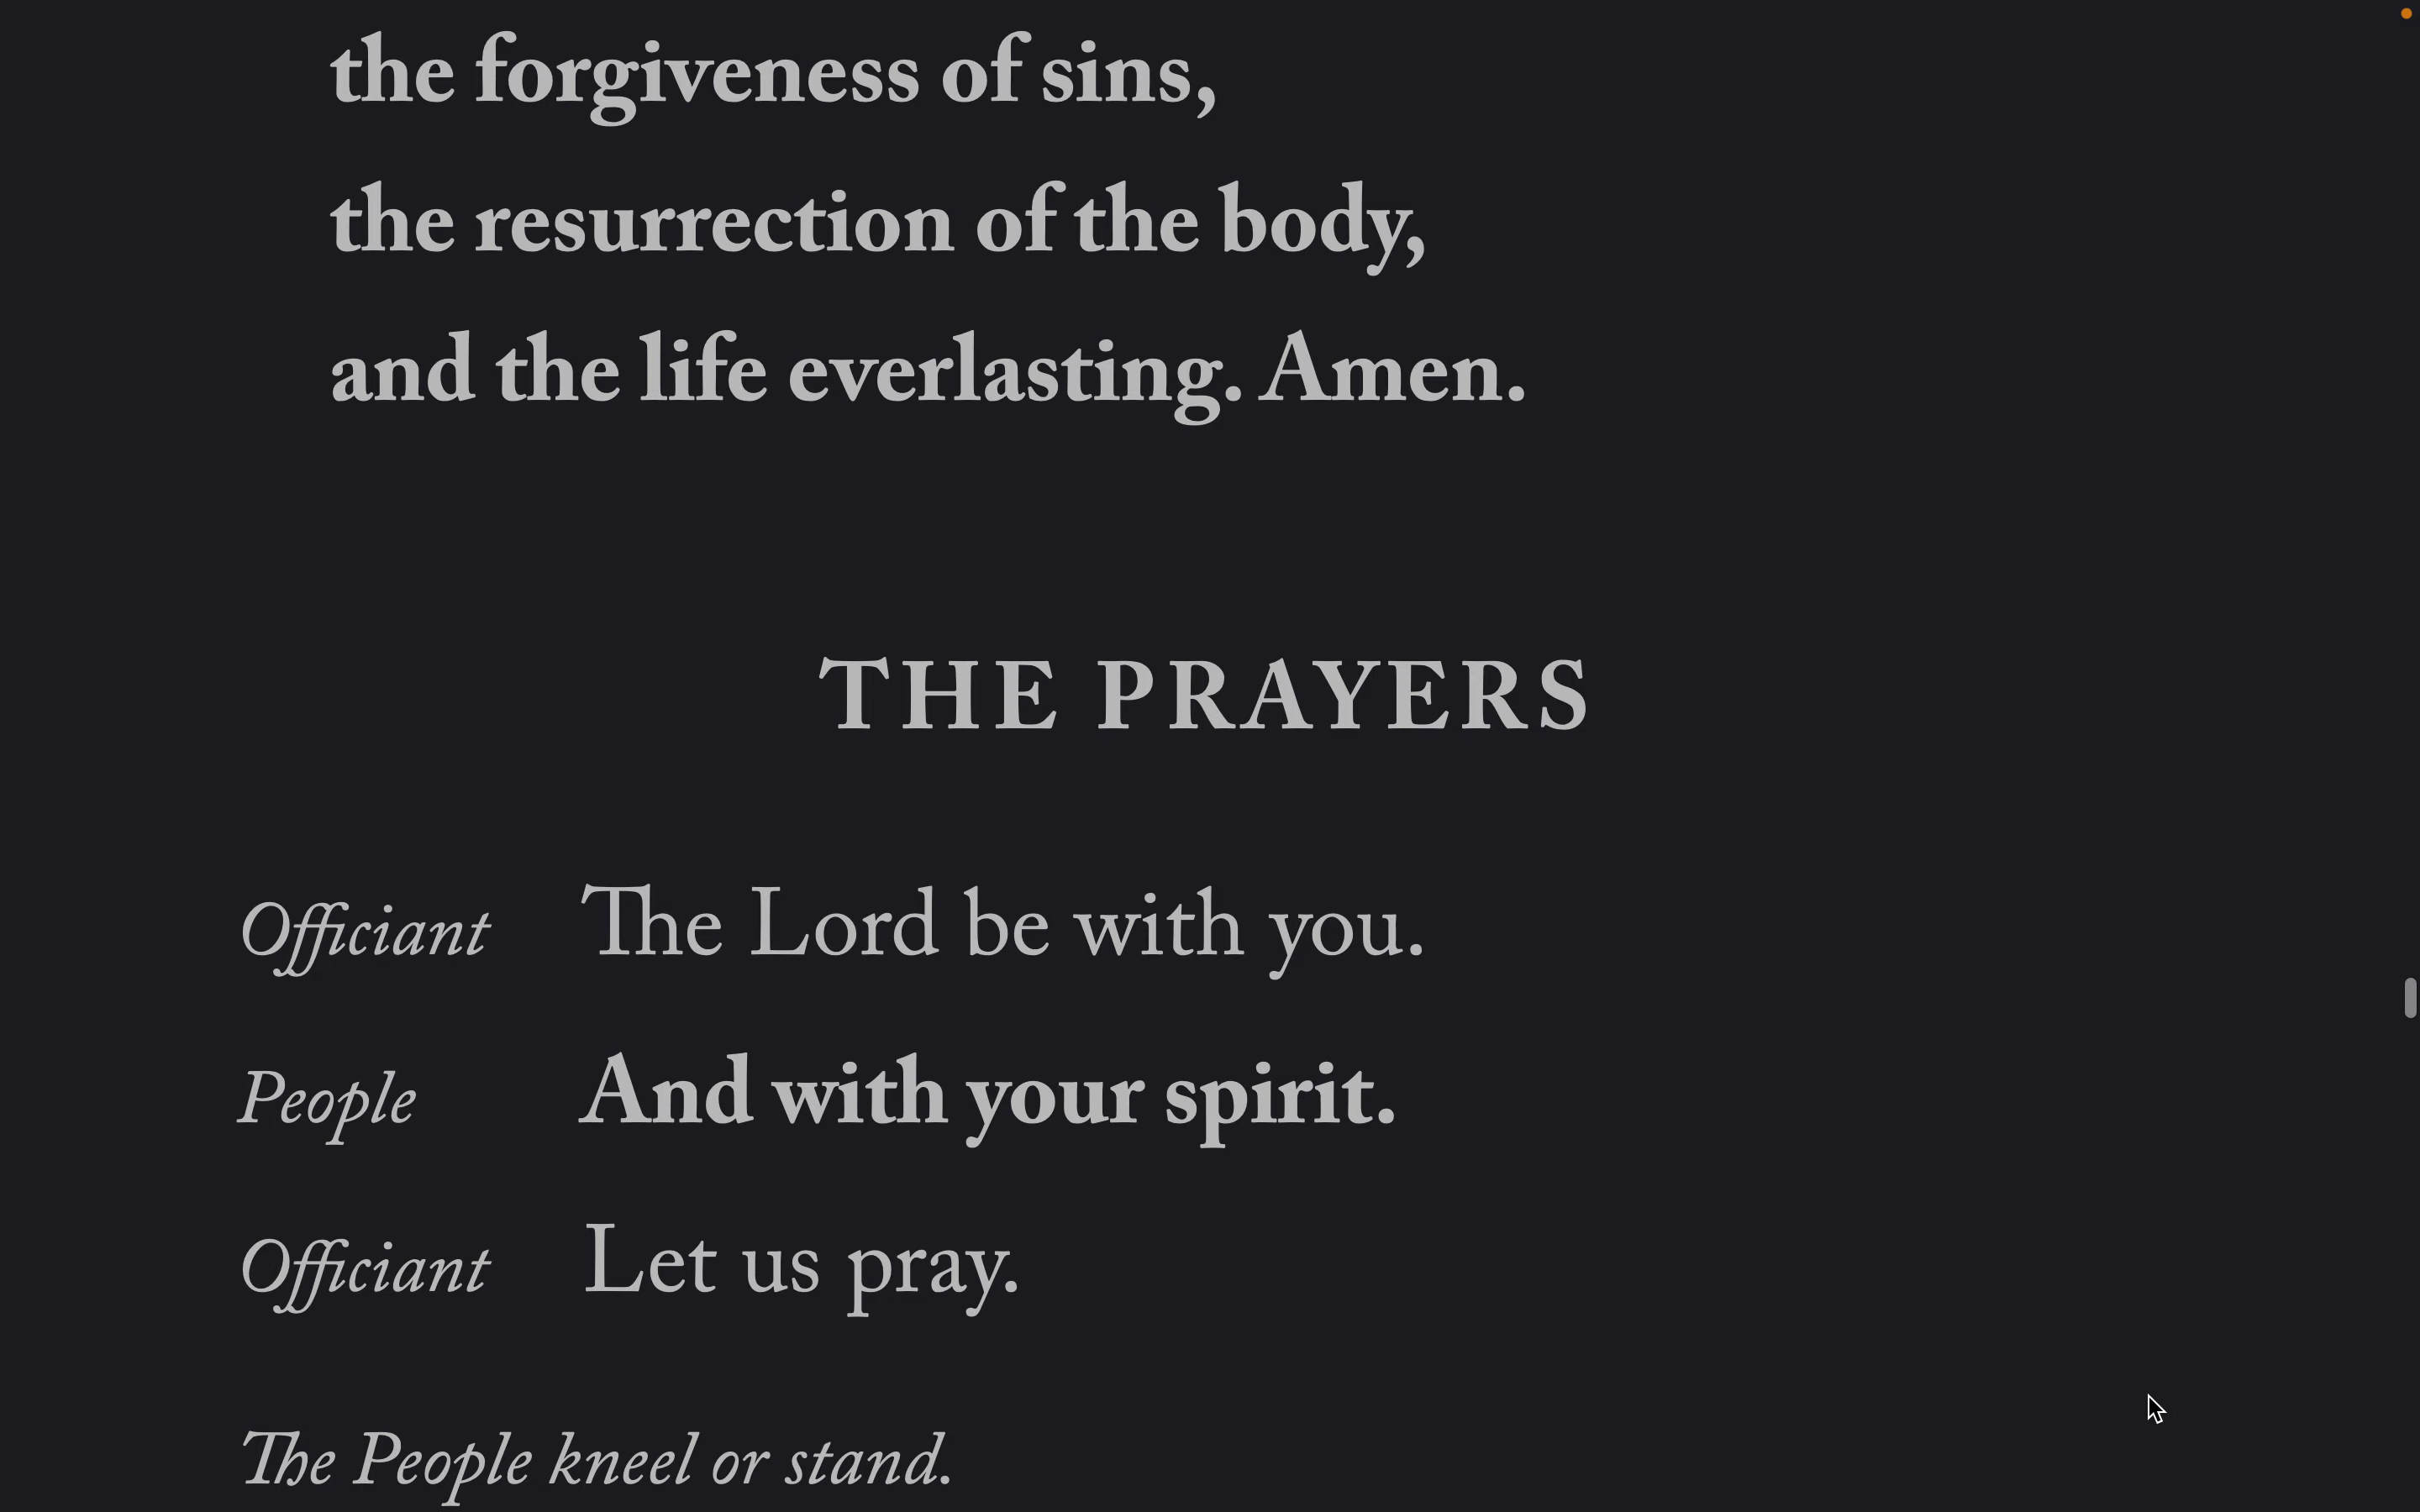 the forgiveness of sins,
the resurrection of the body,
and the life everlasting. Amen.
THE PRAYERS
Officiant The Lord be with you.
People And with your spirit.
Officiant Let us pray.
The People kneel or stand.